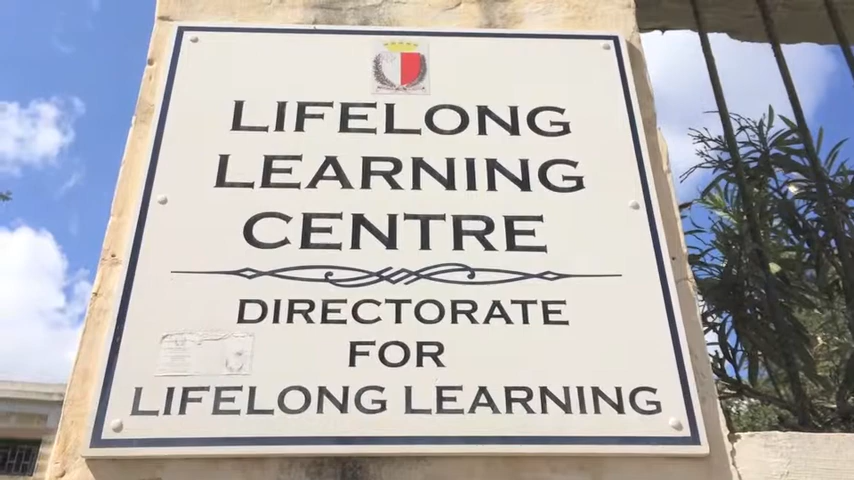 LIFELONG
LEARNING
CENTRE
DIRECTORATE
FOR
LIFELONG LEARNING